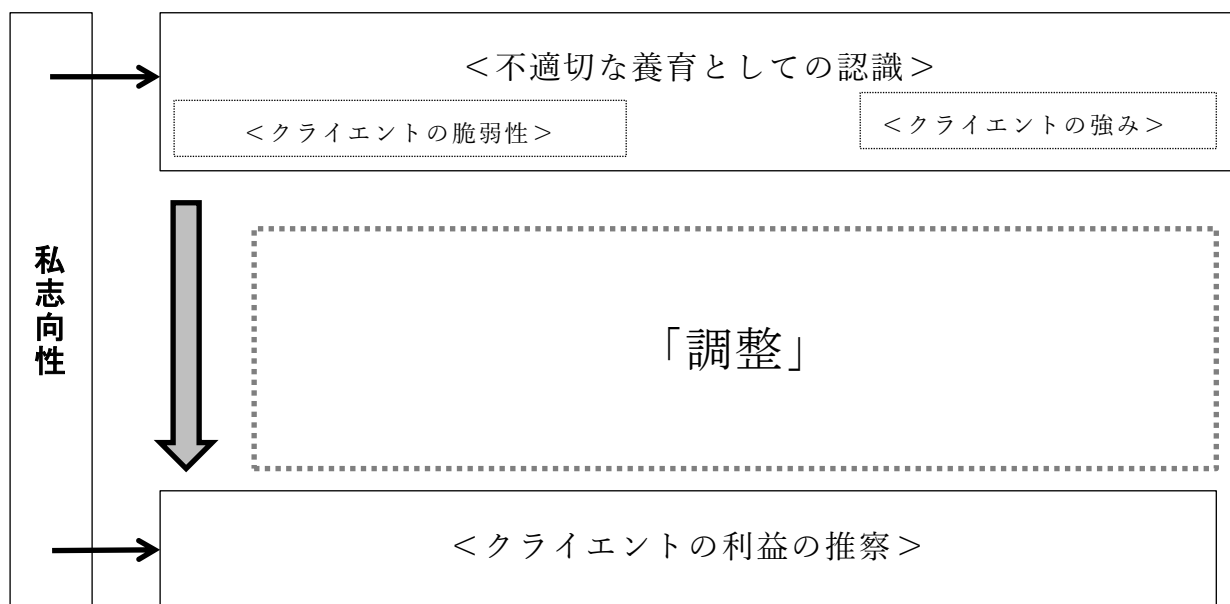 ＜不適切な養育としての認識＞
＜クライエントの脆弱性＞
＜クライエントの強み＞
私志向性
「調整」
＜クライエントの利益の推察＞